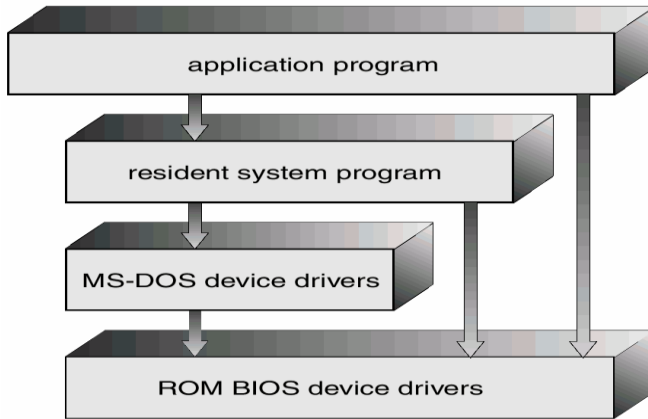 application program
resident system program
MS-DOS device drivers
ROM BIOS device drivers